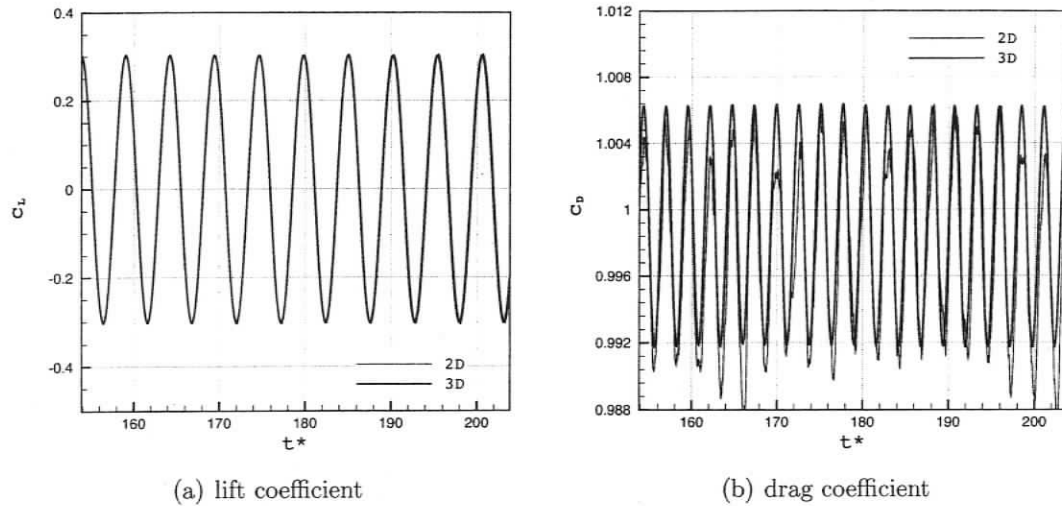 0.4
0.2
0
-0.2
-0.4
C_L
160 170 180 190 200
t*
2D
3D
(a) lift coefficient
1.012
1.008
1.004
1
0.996
0.992
0.988
C_D
160 170 180 190 200
t*
2D
3D
(b) drag coefficient